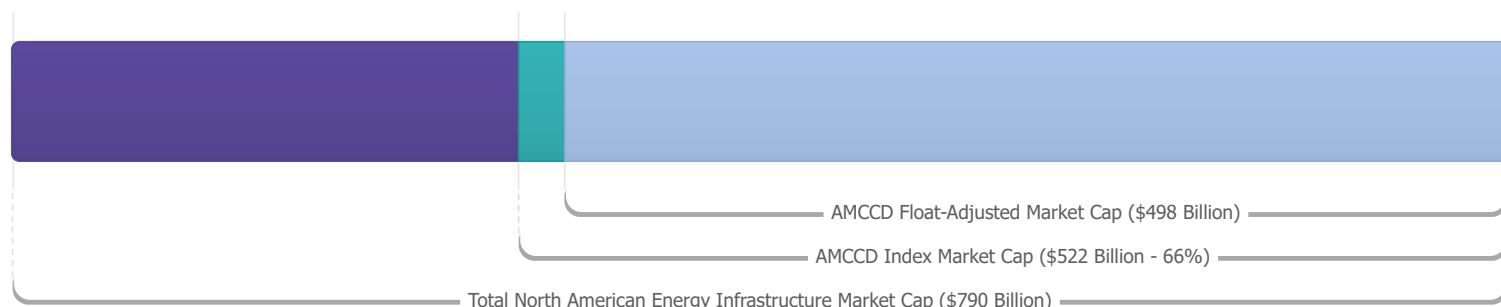 AMCCD Float-Adjusted Market Cap ($498 Billion)
AMCCD Index Market Cap ($522 Billion - 66%)
Total North American Energy Infrastructure Market Cap ($790 Billion)